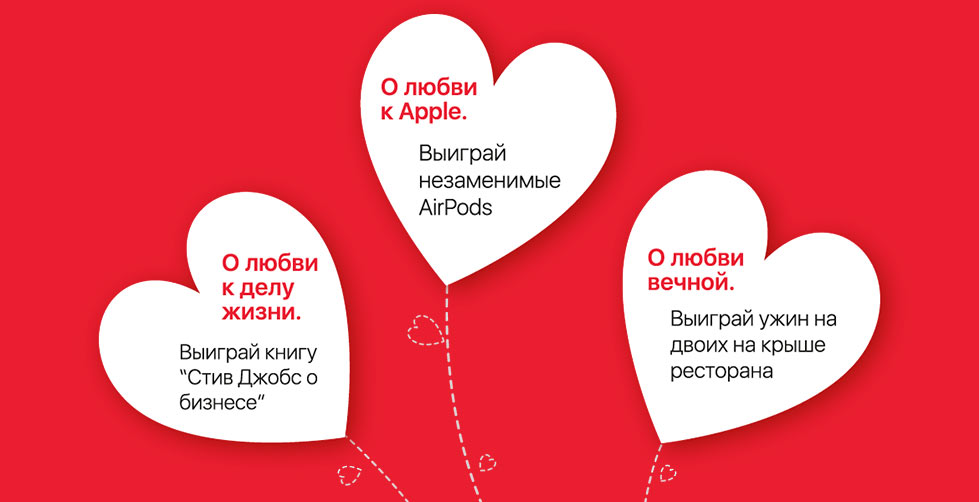 О любви
к Apple.
Выиграй
незаменимые
AirPods
О любви
к делу
жизни.
Выиграй книгу
“Стив Джобс о
бизнесе”
О любви
вечной.
Выиграй ужин на
двоих на крыше
ресторана